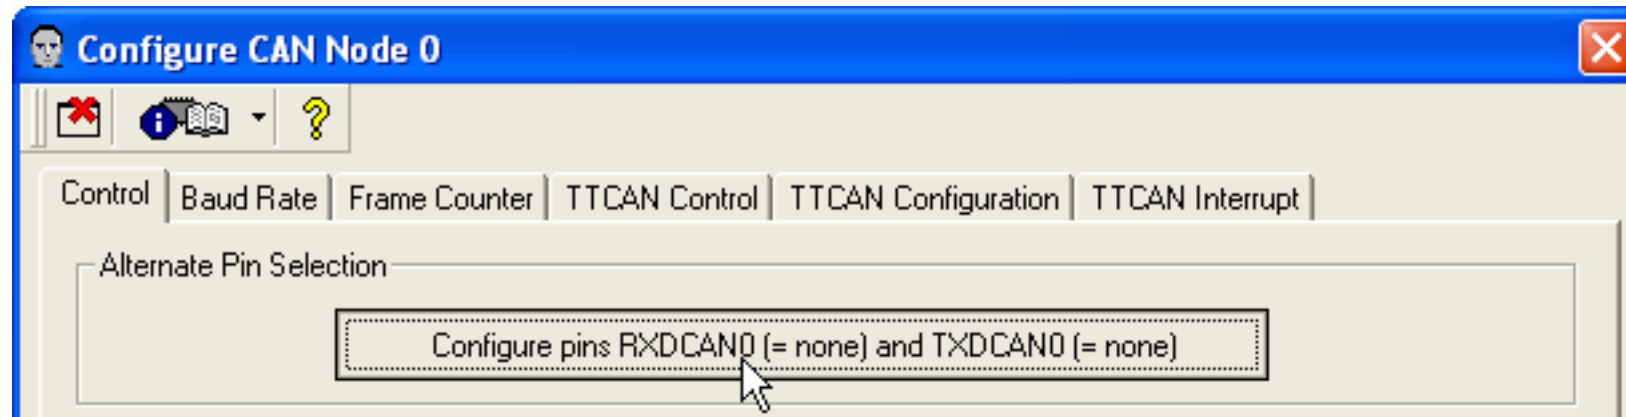 Configure CAN Node 0
Control Baud Rate Frame Counter TTCAN Control TTCAN Configuration TTCAN Interrupt
Alternate Pin Selection
Configure pins RXDCAN0 (= none) and TXDCAN0 (= none)